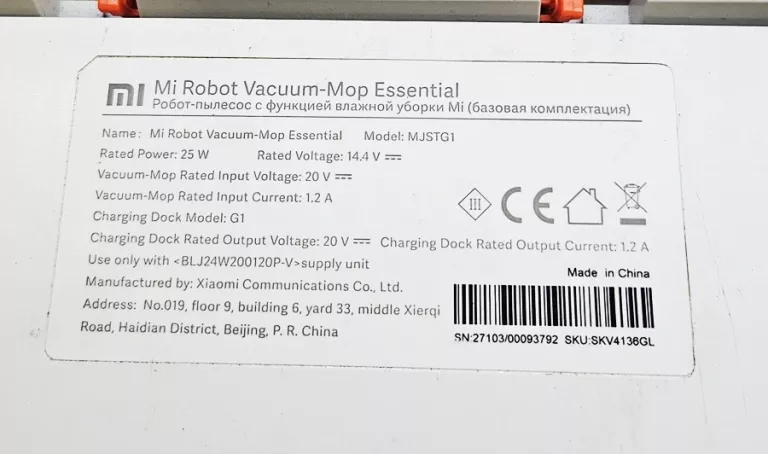 mi Mi Robot Vacuum-Mop Essential
Робот-пылесос с функцией влажной уборки Mi (базовая комплектация)
Name: Mi Robot Vacuum-Mop Essential Model: MJSTG1
Rated Power: 25 W Rated Voltage: 14.4 V ⎓
Vacuum-Mop Rated Input Voltage: 20 V ⎓
Vacuum-Mop Rated Input Current: 1.2 A
Charging Dock Model: G1
III CE
Charging Dock Rated Output Voltage: 20 V ⎓ Charging Dock Rated Output Current: 1.2 A
Use only with <BLJ24W200120P-V>supply unit
Manufactured by: Xiaomi Communications Co., Ltd.
Address: No.019, floor 9, building 6, yard 33, middle Xierqi
Road, Haidian District, Beijing, P. R. China
Made in China
SN:27103/00093792 SKU:SKV4136GL